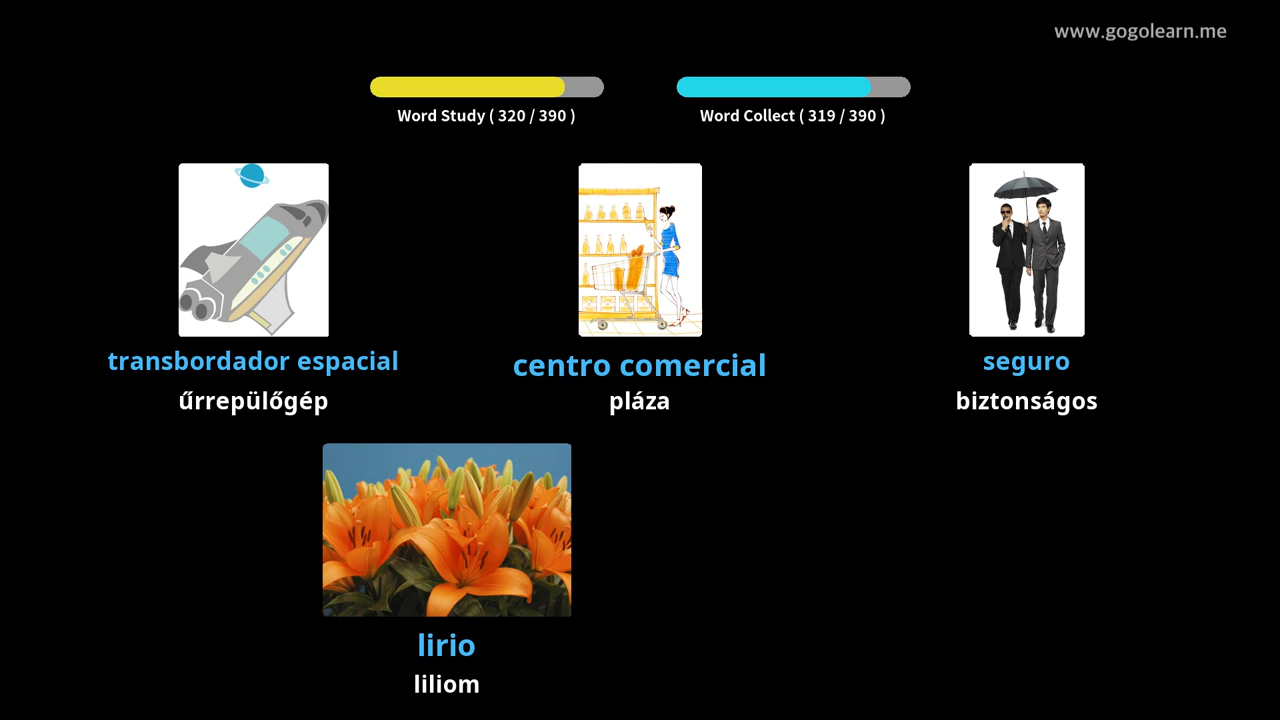 www.gogolearn.me
Word Study ( 320 / 390 )
Word Collect ( 319 / 390 )
transbordador espacial
űrrepülőgép
centro comercial
pláza
seguro
biztonságos
lirio
liliom